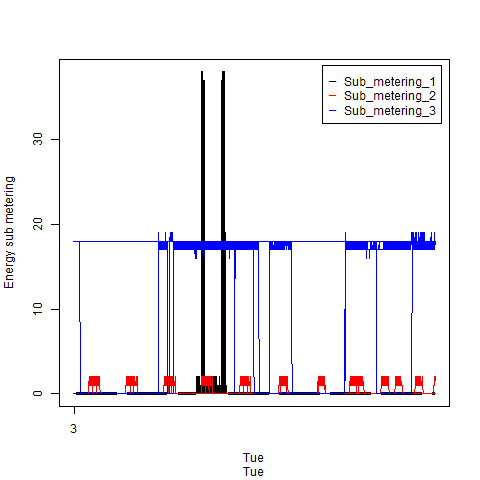 Sub_metering_1
Sub_metering_2
Sub_metering_3
Energy sub metering
30
20
10
0
3
Tue
Tue